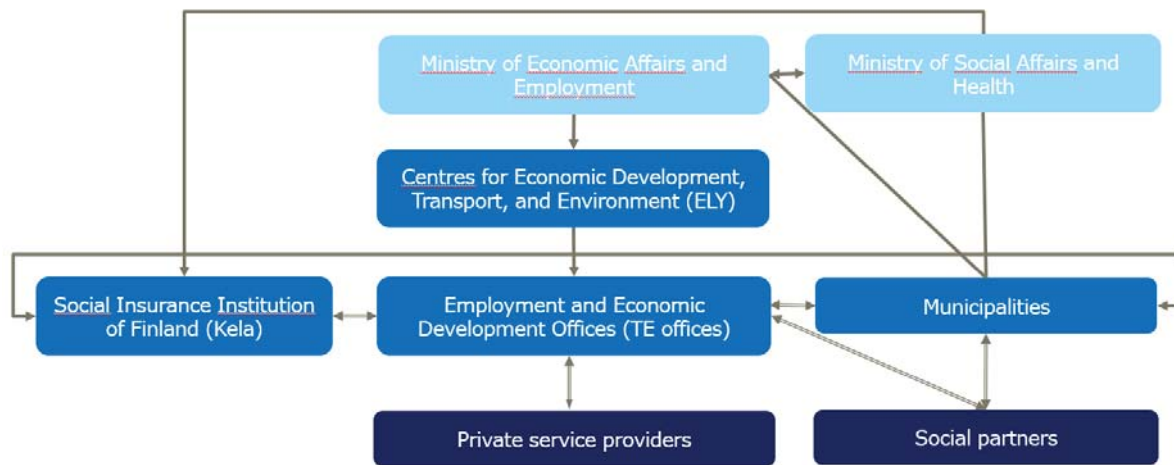 Ministry of Economic Affairs and
Employment
Ministry of Social Affairs and
Health
Centres for Economic Development,
Transport, and Environment (ELY)
Social Insurance Institution
of Finland (Kela)
Employment and Economic
Development Offices (TE offices)
Municipalities
Private service providers
Social partners